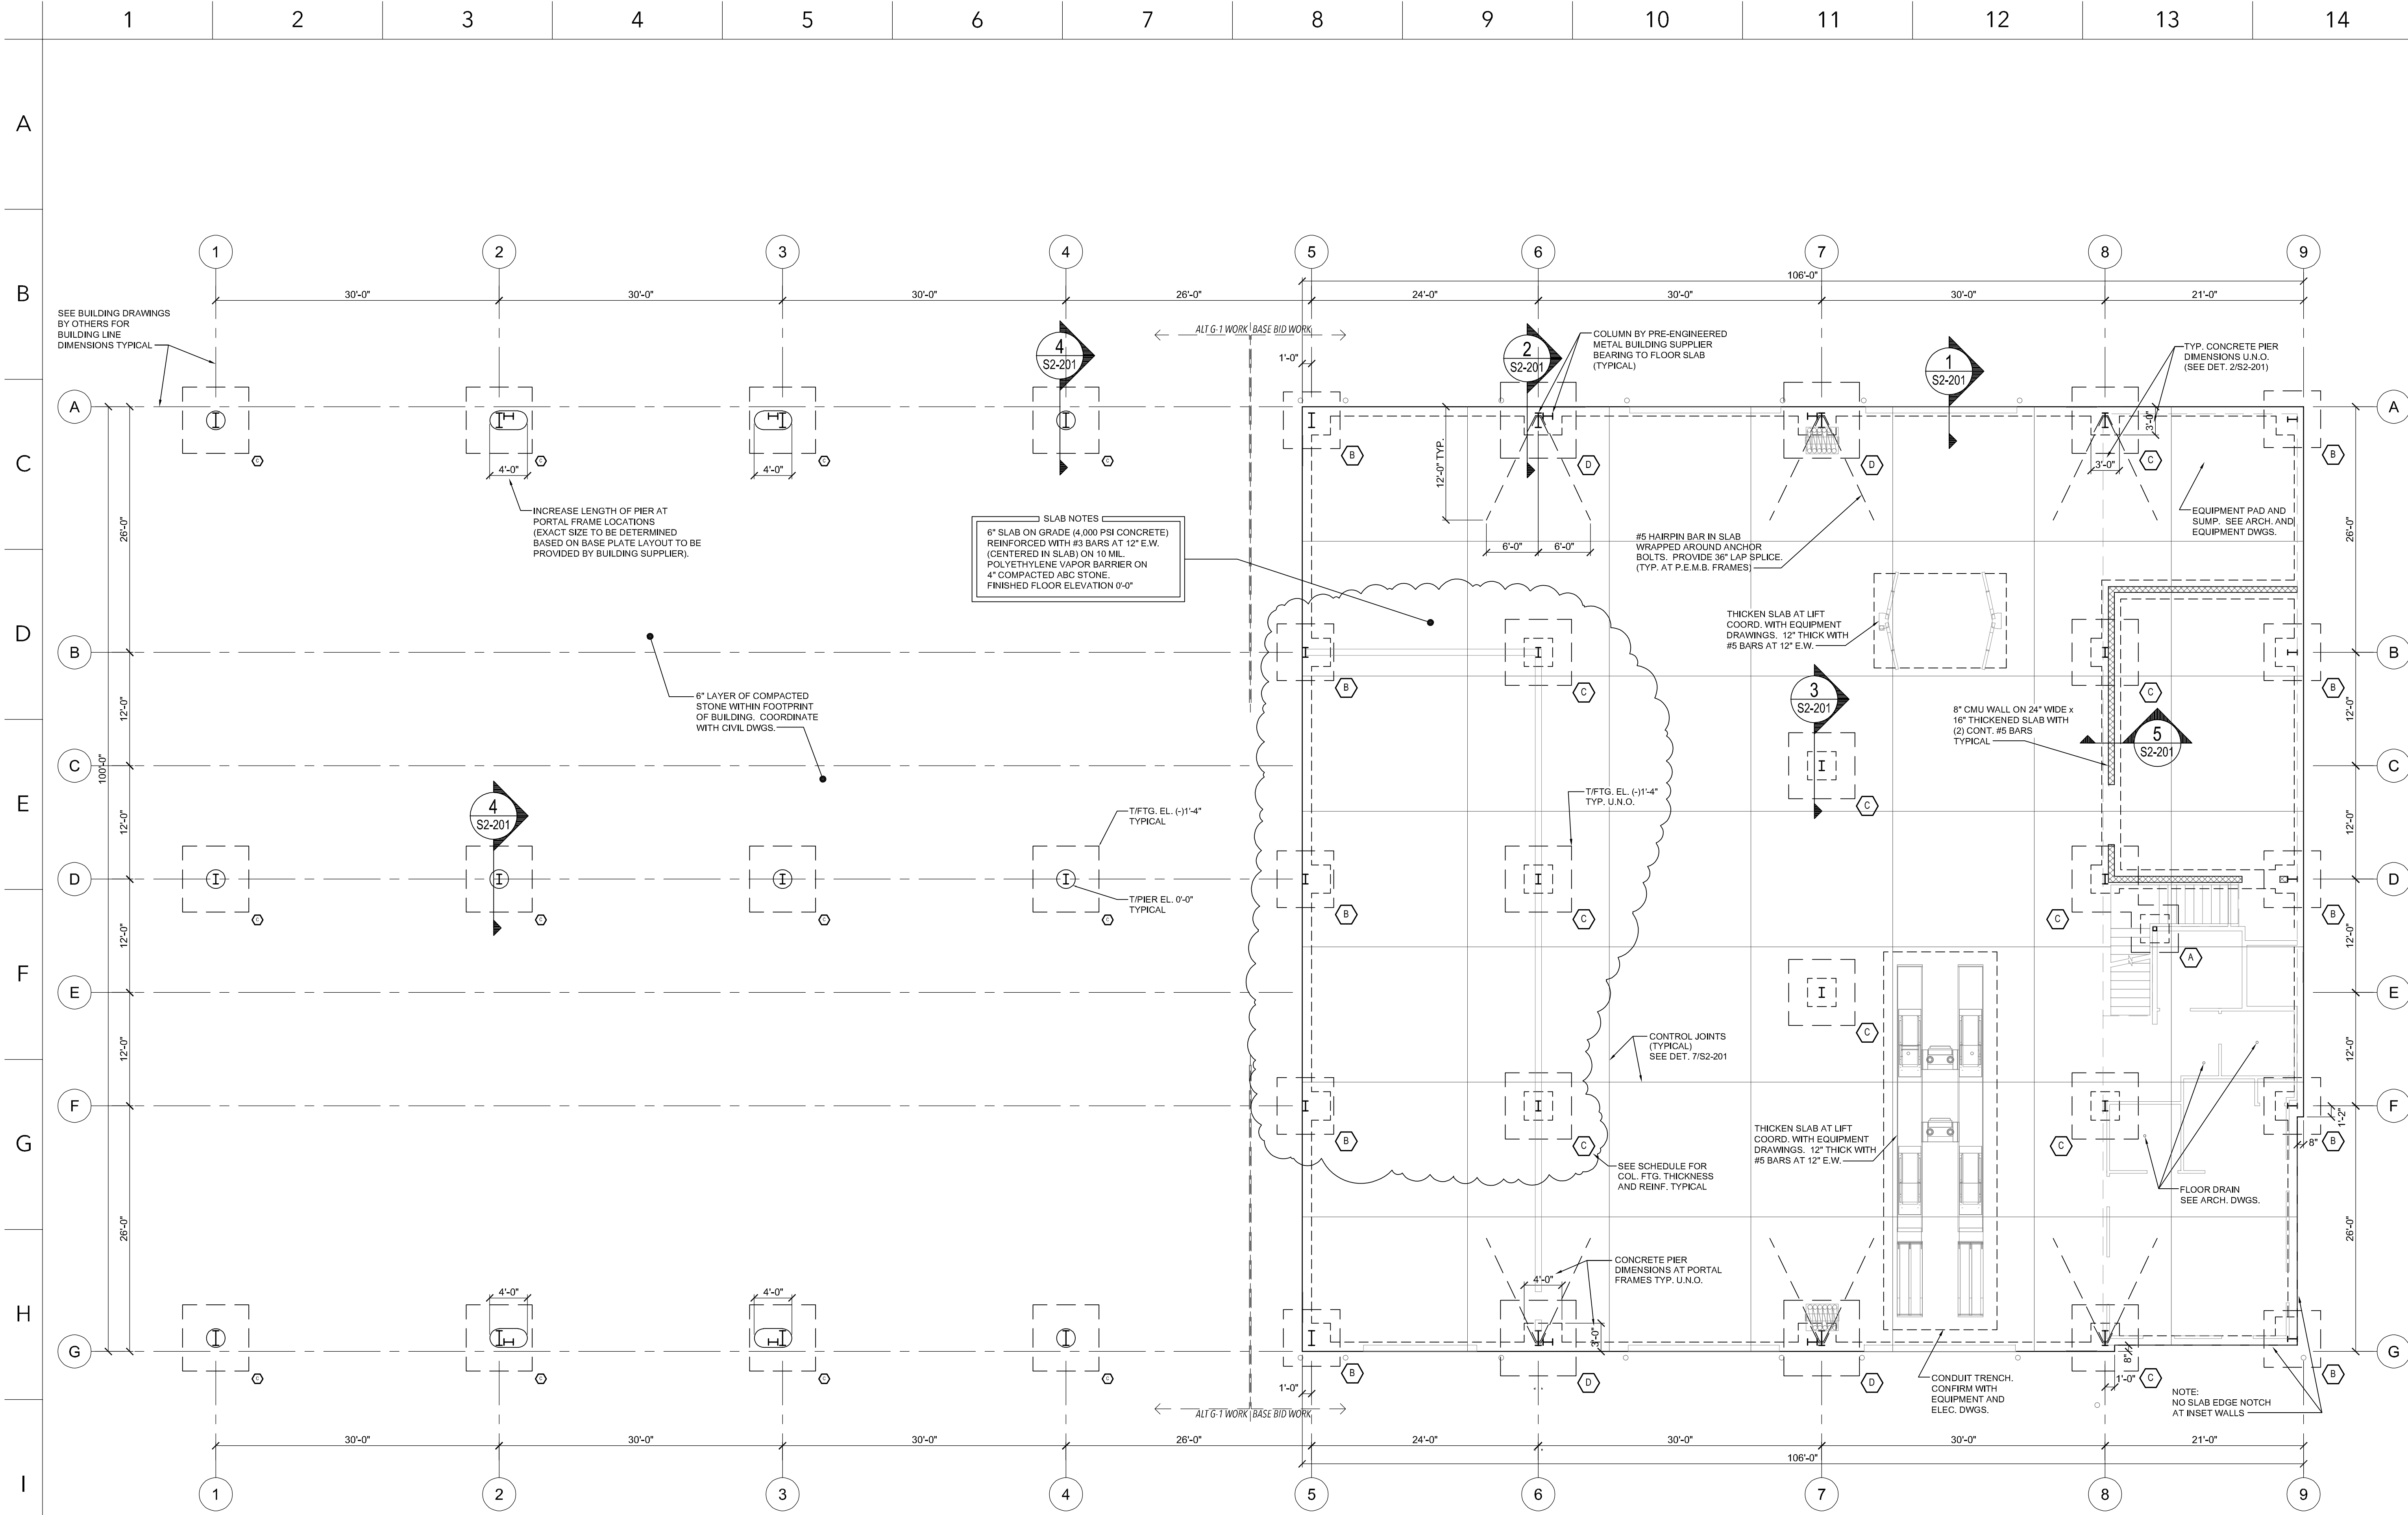 1 2 3 4 5 6 7 8 9 10 11 12 13 14
A
B
C
D
E
F
G
H
I
1 2 3 4 5 6 7 8 9
106'-0"
30'-0" 30'-0" 30'-0" 26'-0" 24'-0" 30'-0" 30'-0" 21'-0"
SEE BUILDING DRAWINGS
BY OTHERS FOR
BUILDING LINE
DIMENSIONS TYPICAL
ALT G-1 WORK BASE BID WORK
1'-0"
4
S2-201
2
S2-201
COLUMN BY PRE-ENGINEERED
METAL BUILDING SUPPLIER
BEARING TO FLOOR SLAB
(TYPICAL)
1
S2-201
TYP. CONCRETE PIER
DIMENSIONS U.N.O.
(SEE DET. 2/S2-201)
A A
3'-0"
3'-0"
12'-0" TYP.
C C C C B D D C B
4'-0" 4'-0"
INCREASE LENGTH OF PIER AT
PORTAL FRAME LOCATIONS
(EXACT SIZE TO BE DETERMINED
BASED ON BASE PLATE LAYOUT TO BE
PROVIDED BY BUILDING SUPPLIER).
SLAB NOTES
6" SLAB ON GRADE (4,000 PSI CONCRETE)
REINFORCED WITH #3 BARS AT 12" E.W.
(CENTERED IN SLAB) ON 10 MIL.
POLYETHYLENE VAPOR BARRIER ON
4" COMPACTED ABC STONE.
FINISHED FLOOR ELEVATION 0'-0"
6'-0" 6'-0"
#5 HAIRPIN BAR IN SLAB
WRAPPED AROUND ANCHOR
BOLTS. PROVIDE 36" LAP SPLICE.
(TYP. AT P.E.M.B. FRAMES)
EQUIPMENT PAD AND
SUMP. SEE ARCH. AND
EQUIPMENT DWGS.
26'-0" 26'-0"
THICKEN SLAB AT LIFT
COORD. WITH EQUIPMENT
DRAWINGS. 12" THICK WITH
#5 BARS AT 12" E.W.
B B
B C C B
6" LAYER OF COMPACTED
STONE WITHIN FOOTPRINT
OF BUILDING. COORDINATE
WITH CIVIL DWGS.
3
S2-201
8" CMU WALL ON 24" WIDE x
16" THICKENED SLAB WITH
(2) CONT. #5 BARS
TYPICAL
5
S2-201
12'-0" 12'-0"
100'-0"
C C
C
4
S2-201
T/FTG. EL. (-)1'-4"
TYPICAL
T/FTG. EL. (-)1'-4"
TYP. U.N.O.
12'-0" 12'-0"
D D
T/PIER EL. 0'-0"
TYPICAL
C C C C B C C B
12'-0" 12'-0"
A
E E
C
CONTROL JOINTS
(TYPICAL)
SEE DET. 7/S2-201
12'-0" 12'-0"
F F
1'-2"
8"
THICKEN SLAB AT LIFT
COORD. WITH EQUIPMENT
DRAWINGS. 12" THICK WITH
#5 BARS AT 12" E.W.
B C C B
SEE SCHEDULE FOR
COL. FTG. THICKNESS
AND REINF. TYPICAL
FLOOR DRAIN
SEE ARCH. DWGS.
26'-0" 26'-0"
CONCRETE PIER
DIMENSIONS AT PORTAL
FRAMES TYP. U.N.O.
4'-0" 4'-0" 4'-0"
3'-0"
G G
8"
1'-0"
C C C C B D D C B
CONDUIT TRENCH.
CONFIRM WITH
EQUIPMENT AND
ELEC. DWGS.
NOTE:
NO SLAB EDGE NOTCH
AT INSET WALLS
1'-0"
ALT G-1 WORK BASE BID WORK
30'-0" 30'-0" 30'-0" 26'-0" 24'-0" 30'-0" 30'-0" 21'-0"
106'-0"
1 2 3 4 5 6 7 8 9